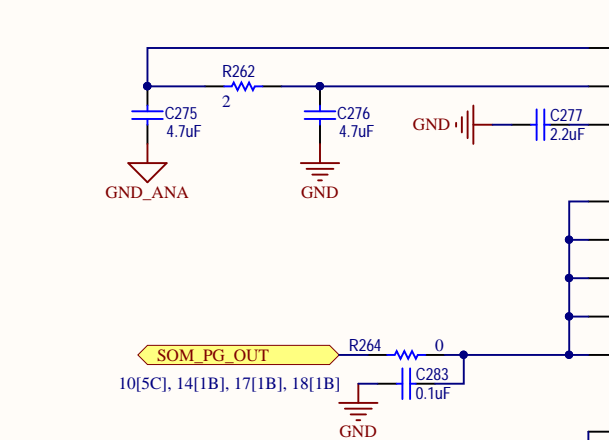 R262
2
C275
4.7uF
C276
4.7uF
GND
C277
2.2uF
GND_ANA
GND
SOM_PG_OUT
R264
0
10[5C], 14[1B], 17[1B], 18[1B]
C283
0.1uF
GND